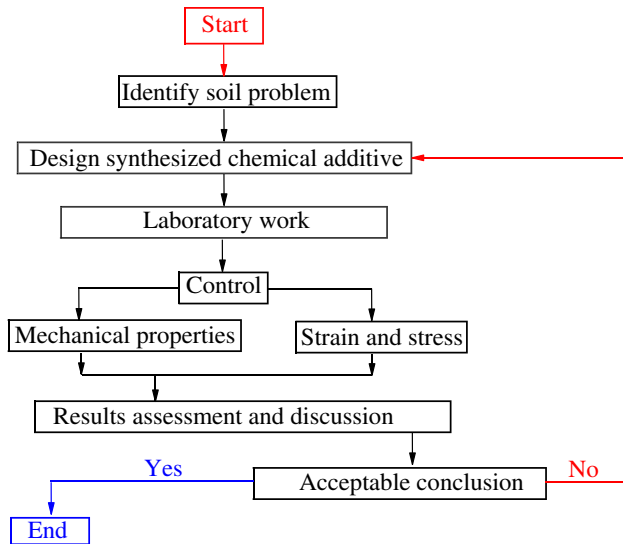 Start
Identify soil problem
Design synthesized chemical additive
Laboratory work
Control
Mechanical properties
Strain and stress
Results assessment and discussion
Yes
No
Acceptable conclusion
End